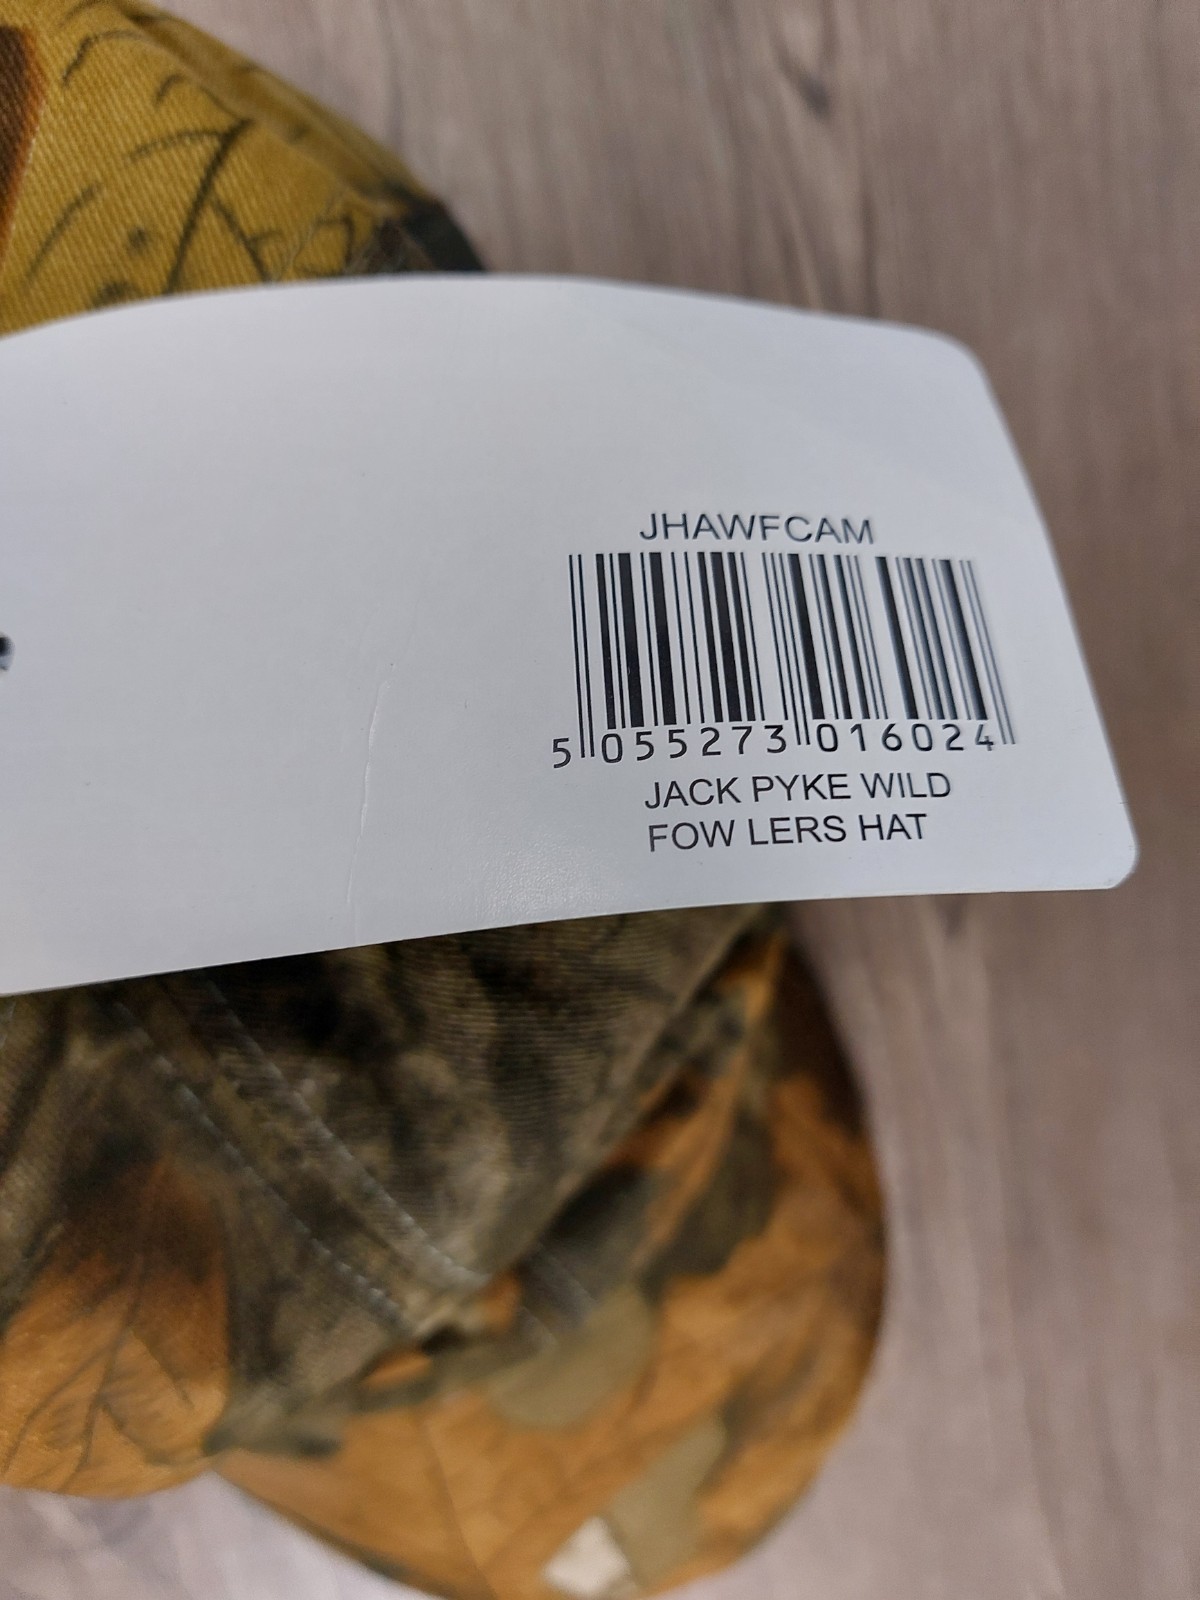 JHAWFCAM
5 055273 016024
JACK PYKE WILD
FOW LERS HAT